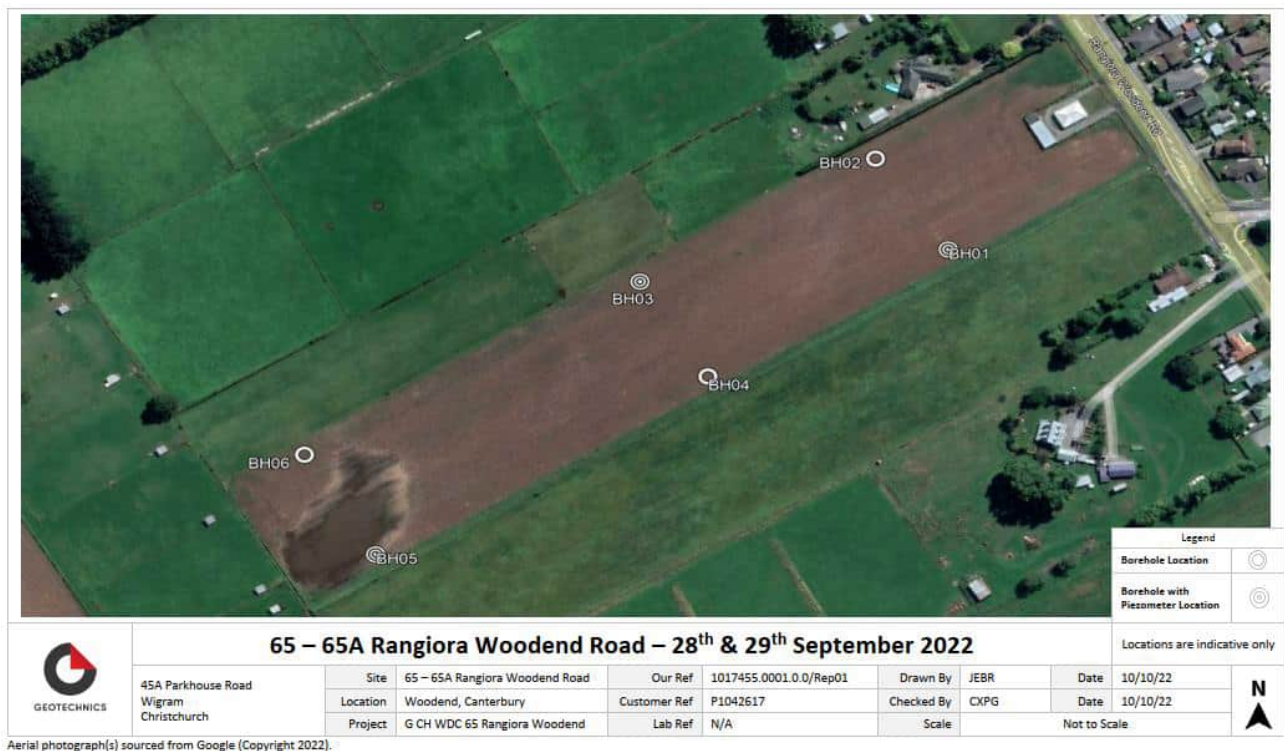 Rangiora Woodend Rd
BH02
BH01
BH03
BH04
BH06
BH05
Legend
Borehole Location
Borehole with
Piezometer Location
Locations are indicative only
GEOTECHNICS
65 – 65A Rangiora Woodend Road – 28th & 29th September 2022
45A Parkhouse Road
Wigram
Christchurch
Site 65 – 65A Rangiora Woodend Road Our Ref 1017455.0001.0.0/Rep01 Drawn By JEBR Date 10/10/22
Location Woodend, Canterbury Customer Ref P1042617 Checked By CXPG Date 10/10/22
Project G CH WDC 65 Rangiora Woodend Lab Ref N/A Scale Not to Scale
N
Aerial photograph(s) sourced from Google (Copyright 2022).